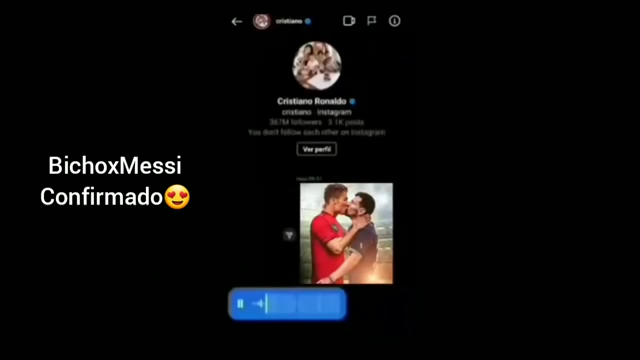 cristiano
Cristiano Ronaldo
cristiano · Instagram
367M followers · 3.1K posts
You don't follow each other on Instagram
Ver perfil
BichoxMessi
Confirmado😍